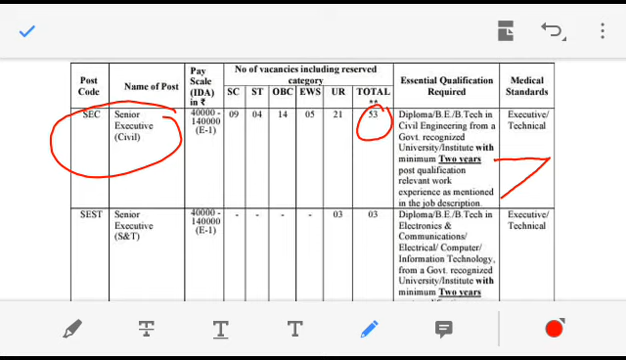 Post Code
Name of Post
Pay Scale (IDA) in ₹
No of vacancies including reserved category
SC ST OBC EWS UR TOTAL **
Essential Qualification Required
Medical Standards
SEC
Senior Executive (Civil)
40000 - 140000 (E-1)
09 04 14 05 21 53
Diploma/B.E/B.Tech in
Civil Engineering from a
Govt. recognized
University/Institute with
minimum Two years
post qualification
relevant work
experience as mentioned
in the job description.
Executive/ Technical
SEST
Senior Executive (S&T)
40000 - 140000 (E-1)
- - - - 03 03
Diploma/B.E/B.Tech in
Electronics &
Communications/
Electrical/ Computer/
Information Technology,
from a Govt. recognized
University/Institute with
minimum Two years
Executive/ Technical
T
T
T